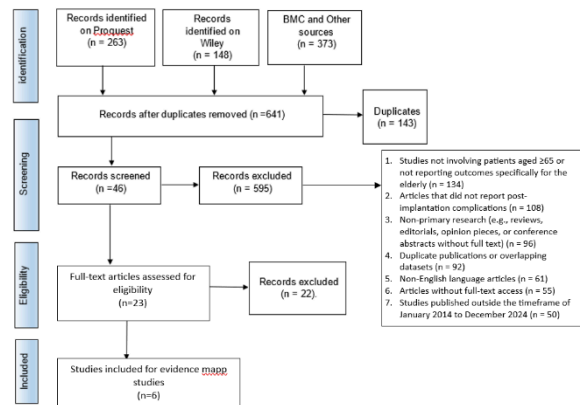 identification
Records identified
on Proquest
(n = 263)
Records
identified on
Wiley
(n = 148)
BMC and Other
sources
(n = 373)
Records after duplicates removed (n =641)
Duplicates
(n = 143)
Screening
Records screened
(n =46)
Records excluded
(n = 595)
1. Studies not involving patients aged ≥65 or
not reporting outcomes specifically for the
elderly (n = 134)
2. Articles that did not report post-
implantation complications (n = 108)
3. Non-primary research (e.g., reviews,
editorials, opinion pieces, or conference
abstracts without full text) (n = 96)
4. Duplicate publications or overlapping
datasets (n = 92)
5. Non-English language articles (n = 61)
6. Articles without full-text access (n = 55)
7. Studies published outside the timeframe of
January 2014 to December 2024 (n = 50)
Eligibility
Full-text articles assessed for
eligibility
(n=23)
Records excluded
(n = 22).
Included
Studies included for evidence mapp
studies
(n=6)